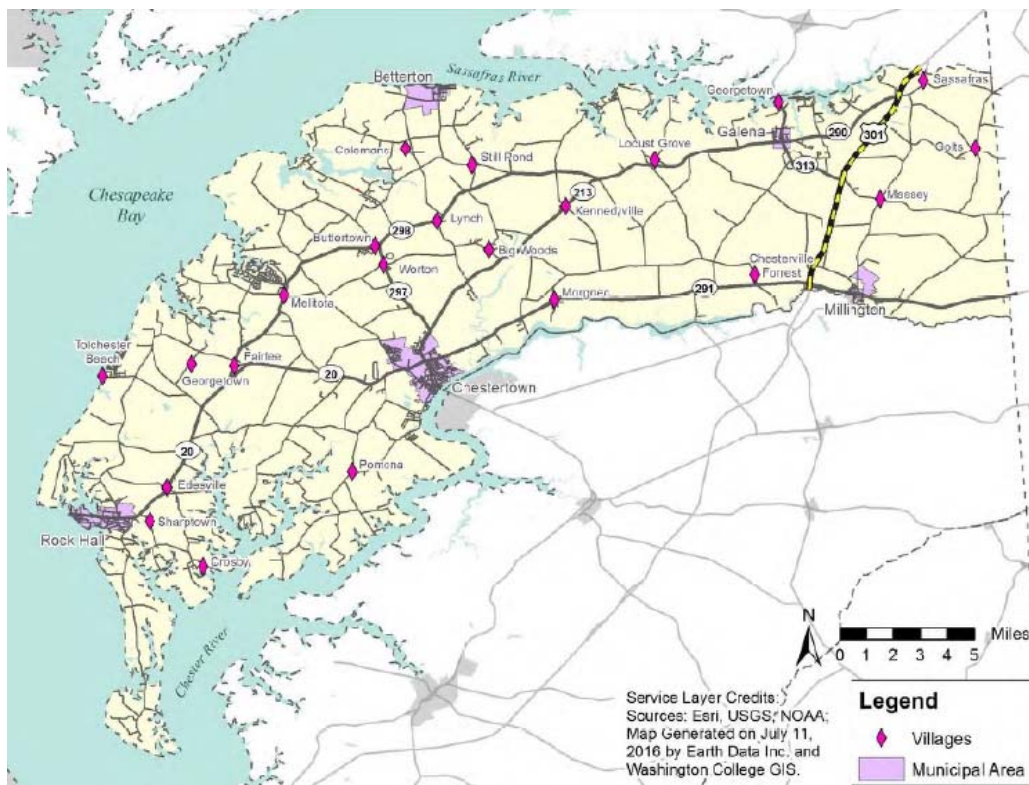 Betterton
Sassafras River
Georgetown
Sassafras
Galena
290
301
Colemans
Still Pond
Locust Grove
Golts
313
Chesapeake
Bay
213
Massey
Kennedyville
Lynch
Butlertown
298
Big Woods
Worton
Chesterville
Forrest
297
291
Melitota
Morgnec
Millington
Tolchester
Beach
Fairlee
Georgetown
20
Chestertown
20
Pomona
Edesville
Sharptown
Rock Hall
Crosby
N
Miles
0 1 2 3 4 5
Chester River
Service Layer Credits:
Sources: Esri, USGS, NOAA;
Map Generated on July 11,
2016 by Earth Data Inc. and
Washington College GIS.
Legend
Villages
Municipal Area